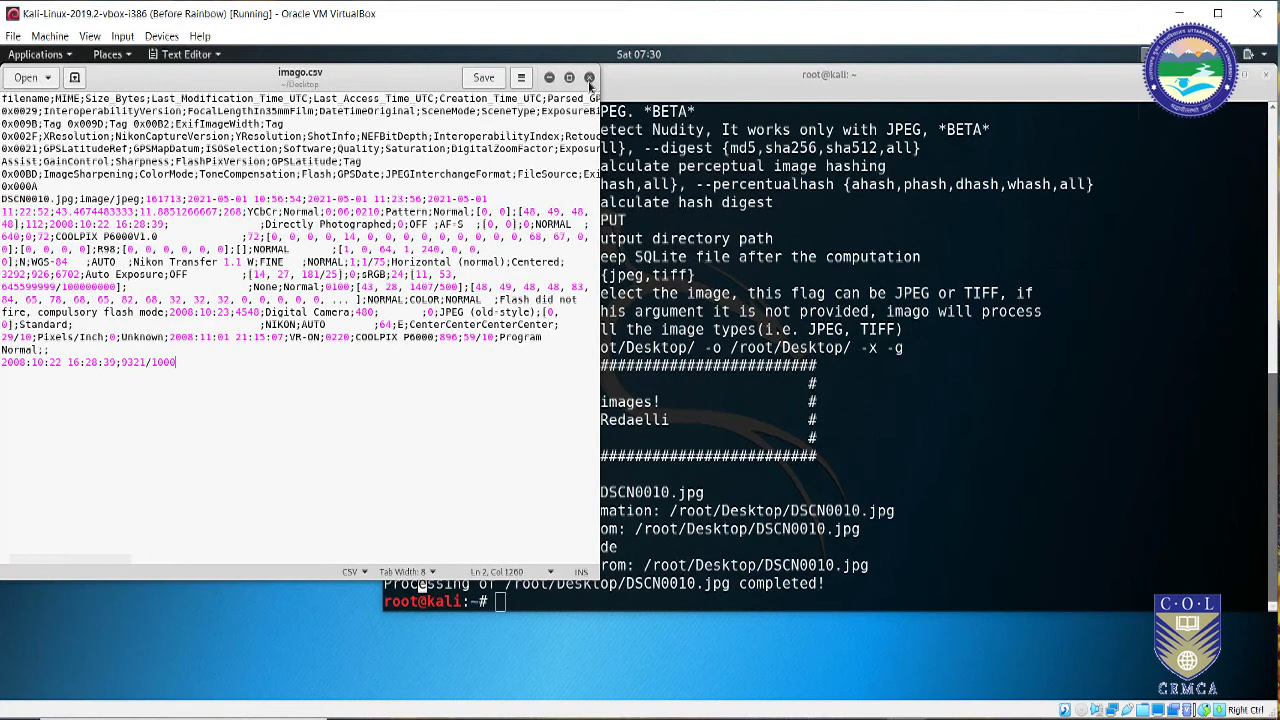 Kali-Linux-2019.2-vbox-i386 (Before Rainbow) [Running] - Oracle VM VirtualBox
File Machine View Input Devices Help
Applications Places Text Editor Sat 07:30
Open imago.csv Save
~/Desktop
root@kali: ~
filename;MIME;Size_Bytes;Last_Modification_Time_UTC;Last_Access_Time_UTC;Creation_Time_UTC;Parsed_GP
0x0029;InteroperabilityVersion;FocalLengthIn35mmFilm;DateTimeOriginal;SceneMode;SceneType;ExposureBi
0x009B;Tag 0x009D;Tag 0x00B2;ExifImageWidth;Tag
0x002F;XResolution;NikonCaptureVersion;YResolution;ShotInfo;NEFBitDepth;InteroperabilityIndex;Retouc
0x0021;GPSLatitudeRef;GPSMapDatum;ISOSelection;Software;Quality;Saturation;DigitalZoomFactor;Exposur
Assist;GainControl;Sharpness;FlashPixVersion;GPSLatitude;Tag
0x00BD;ImageSharpening;ColorMode;ToneCompensation;Flash;GPSDate;JPEGInterchangeFormat;FileSource;Exi
0x000A
DSCN0010.jpg;image/jpeg;161713;2021-05-01 10:56:54;2021-05-01 11:23:56;2021-05-01
11:22:52;43.4674483333;11.8851266667;268;YCbCr;Normal;0;06;0210;Pattern;Normal;[0, 0];[48, 49, 48,
48];112;2008:10:22 16:28:39; ;Directly Photographed;0;OFF ;AF-S ;[0, 0];0;NORMAL ;
640;0;72;COOLPIX P6000V1.0 ;72;[0, 0, 0, 0, 14, 0, 0, 0, 0, 0, 0, 0, 68, 67, 0,
0];[0, 0];R98;[0, 0, 0, 0, 0, 0];[];NORMAL ;[1, 0, 64, 1, 240, 0, 0,
0];N;WGS-84 ;AUTO ;Nikon Transfer 1.1 W;FINE ;NORMAL;1;1/75;Horizontal (normal);Centered;
3292;926;6702;Auto Exposure;OFF ;[14, 27, 181/25];0;sRGB;24;[11, 53,
645599999/100000000]; ;None;Normal;0100;[43, 28, 1407/500];[48, 49, 48, 48, 83,
84, 65, 78, 68, 65, 82, 68, 32, 32, 32, 0, 0, 0, 0, 0, ... ];NORMAL;COLOR;NORMAL ;Flash did not
fire, compulsory flash mode;2008:10:23;4548;Digital Camera;480; ;0;JPEG (old-style);[0,
0];Standard; ;NIKON;AUTO ;64;E;CenterCenterCenterCenter;
29/10;Pixels/Inch;0;Unknown;2008:11:01 21:15:07;VR-ON;0220;COOLPIX P6000;896;59/10;Program
Normal;;
2008:10:22 16:28:39;9321/1000
CSV Tab Width: 8 Ln 2, Col 1260 INS
PEG. *BETA*
etect Nudity, It works only with JPEG, *BETA*
ll}, --digest {md5,sha256,sha512,all}
alculate perceptual image hashing
hash,all}, --percentualhash {ahash,phash,dhash,whash,all}
alculate hash digest
PUT
utput directory path
eep SQLite file after the computation
{jpeg,tiff}
elect the image, this flag can be JPEG or TIFF, if
his argument it is not provided, imago will process
ll the image types(i.e. JPEG, TIFF)
ot/Desktop/ -o /root/Desktop/ -x -g
#########################
#
images! #
Redaelli #
#
#########################
DSCN0010.jpg
mation: /root/Desktop/DSCN0010.jpg
om: /root/Desktop/DSCN0010.jpg
de
rom: /root/Desktop/DSCN0010.jpg
Processing of /root/Desktop/DSCN0010.jpg completed!
root@kali:~#
C·O·L
CEMCA
Right Ctrl